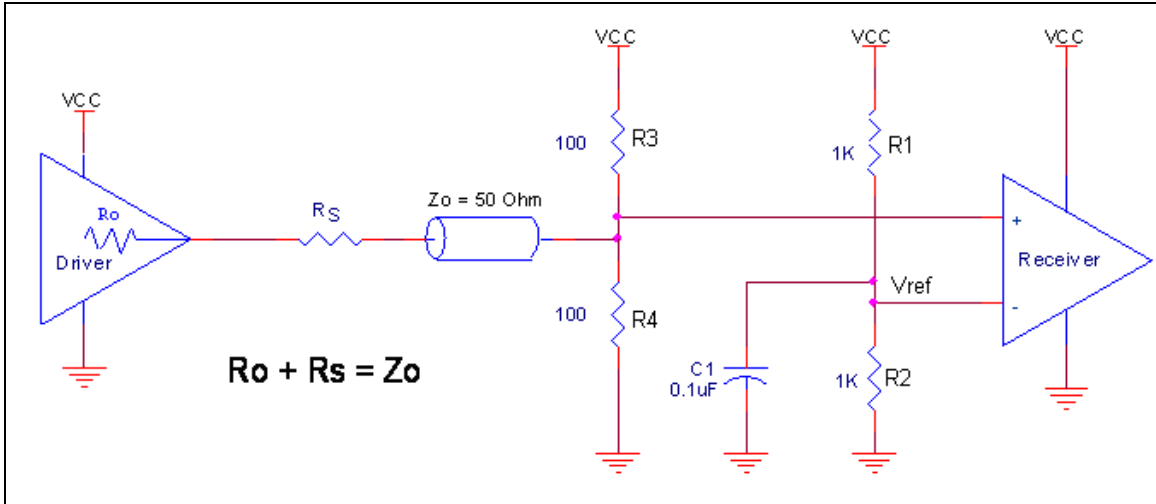 VCC
VCC
VCC
VCC
100
R3
1K
R1
Zo = 50 Ohm
Ro
RS
+
Driver
Receiver
Vref
-
100
R4
Ro + Rs = Zo
C1
0.1uF
1K
R2